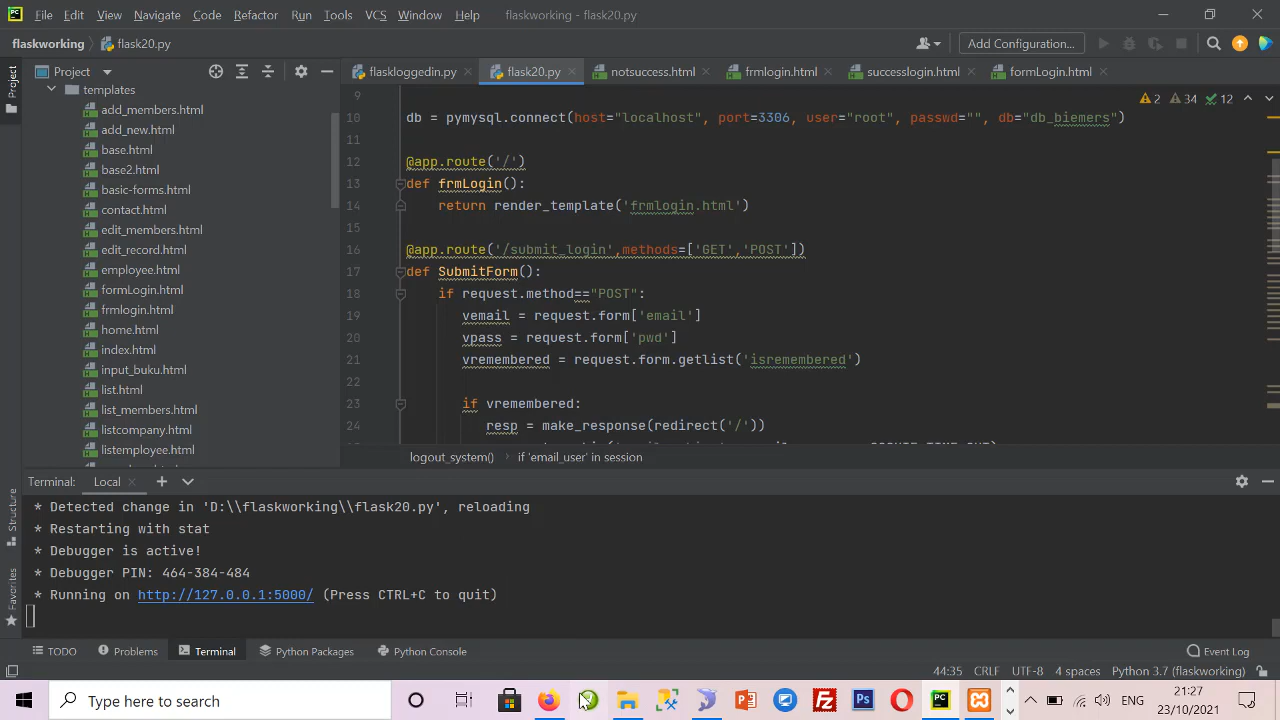 PC File Edit View Navigate Code Refactor Run Tools VCS Window Help flaskworking - flask20.py
flaskworking flask20.py Add Configuration...
Project flaskloggedin.py flask20.py notsuccess.html frmlogin.html successlogin.html formLogin.html
Project
templates
add_members.html
add_new.html
base.html
base2.html
basic-forms.html
contact.html
edit_members.html
edit_record.html
employee.html
formLogin.html
frmlogin.html
home.html
index.html
input_buku.html
list.html
list_members.html
listcompany.html
listemployee.html
2 34 12
9
10 db = pymysql.connect(host="localhost", port=3306, user="root", passwd="", db="db_biemers")
11
12 @app.route('/')
13 def frmLogin():
14 return render_template('frmlogin.html')
15
16 @app.route('/submit_login',methods=['GET','POST'])
17 def SubmitForm():
18 if request.method=="POST":
19 vemail = request.form['email']
20 vpass = request.form['pwd']
21 vremembered = request.form.getlist('isremembered')
22
23 if vremembered:
24 resp = make_response(redirect('/'))
logout_system() if 'email_user' in session
Terminal: Local
* Detected change in 'D:\\flaskworking\\flask20.py', reloading
* Restarting with stat
* Debugger is active!
* Debugger PIN: 464-384-484
* Running on http://127.0.0.1:5000/ (Press CTRL+C to quit)
Structure
Favorites
TODO Problems Terminal Python Packages Python Console Event Log
44:35 CRLF UTF-8 4 spaces Python 3.7 (flaskworking)
Type here to search
ENG
21:27
23/10/2021